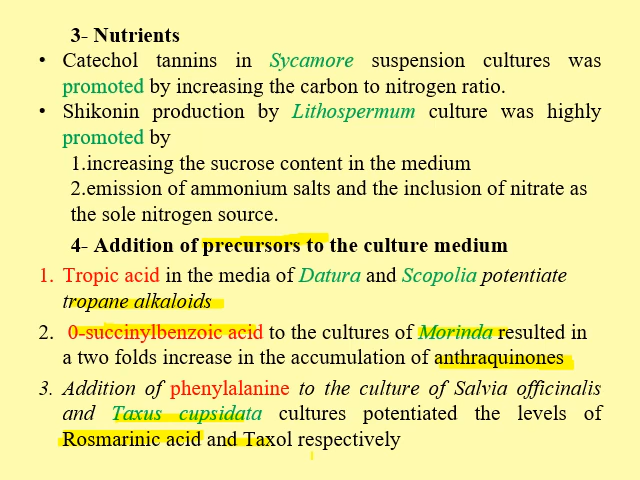 3- Nutrients
• Catechol tannins in Sycamore suspension cultures was
promoted by increasing the carbon to nitrogen ratio.
• Shikonin production by Lithospermum culture was highly
promoted by
1.increasing the sucrose content in the medium
2.emission of ammonium salts and the inclusion of nitrate as
the sole nitrogen source.
4- Addition of precursors to the culture medium
1. Tropic acid in the media of Datura and Scopolia potentiate
tropane alkaloids
2. 0-succinylbenzoic acid to the cultures of Morinda resulted in
a two folds increase in the accumulation of anthraquinones
3. Addition of phenylalanine to the culture of Salvia officinalis
and Taxus cupsidata cultures potentiated the levels of
Rosmarinic acid and Taxol respectively